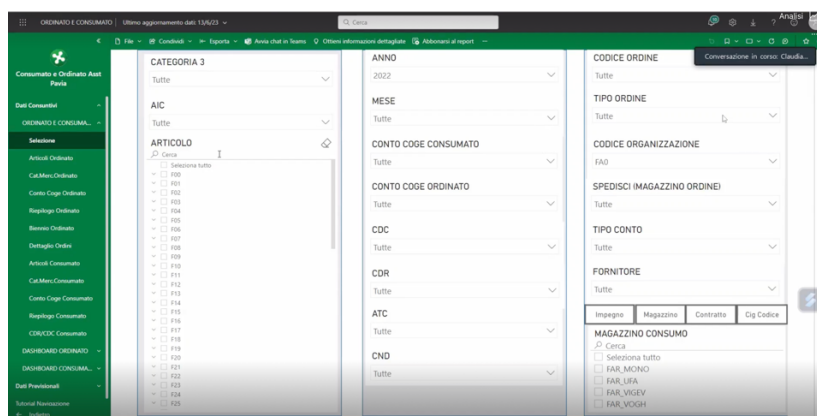 ORDINATO E CONSUMATO | Ultimo aggiornamento dati: 13/6/23
Cerca
Analisi
File
Condividi
Esporta
Avvia chat in Teams
Ottieni informazioni dettagliate
Abbonarsi al report
Conversazione in corso: Claudia...
Consumato e Ordinato Asst
Pavia
Dati Consuntivi
ORDINATO E CONSUMA...
Selezione
Articoli Ordinato
Cat.Merc.Ordinato
Conto Coge Ordinato
Riepilogo Ordinato
Biennio Ordinato
Dettaglio Ordini
Articoli Consumato
Cat.Merc.Consumato
Conto Coge Consumato
Riepilogo Consumato
CDR/CDC Consumato
DASHBOARD ORDINATO
DASHBOARD CONSUMA...
Dati Previsionali
Tutorial Navigazione
Indietro
CATEGORIA 3
Tutte
AIC
Tutte
ARTICOLO
Cerca
Seleziona tutto
F00
F01
F02
F03
F04
F05
F06
F07
F08
F09
F10
F11
F12
F13
F14
F15
F16
F17
F18
F19
F20
F21
F22
F23
F24
F25
ANNO
2022
MESE
Tutte
CONTO COGE CONSUMATO
Tutte
CONTO COGE ORDINATO
Tutte
CDC
Tutte
CDR
Tutte
ATC
Tutte
CND
Tutte
CODICE ORDINE
Tutte
TIPO ORDINE
Tutte
CODICE ORGANIZZAZIONE
FA0
SPEDISCI (MAGAZZINO ORDINE)
Tutte
TIPO CONTO
Tutte
FORNITORE
Tutte
Impegno
Magazzino
Contratto
Cig Codice
MAGAZZINO CONSUMO
Cerca
Seleziona tutto
FAR_MONO
FAR_UFA
FAR_VIGEV
FAR_VOGH